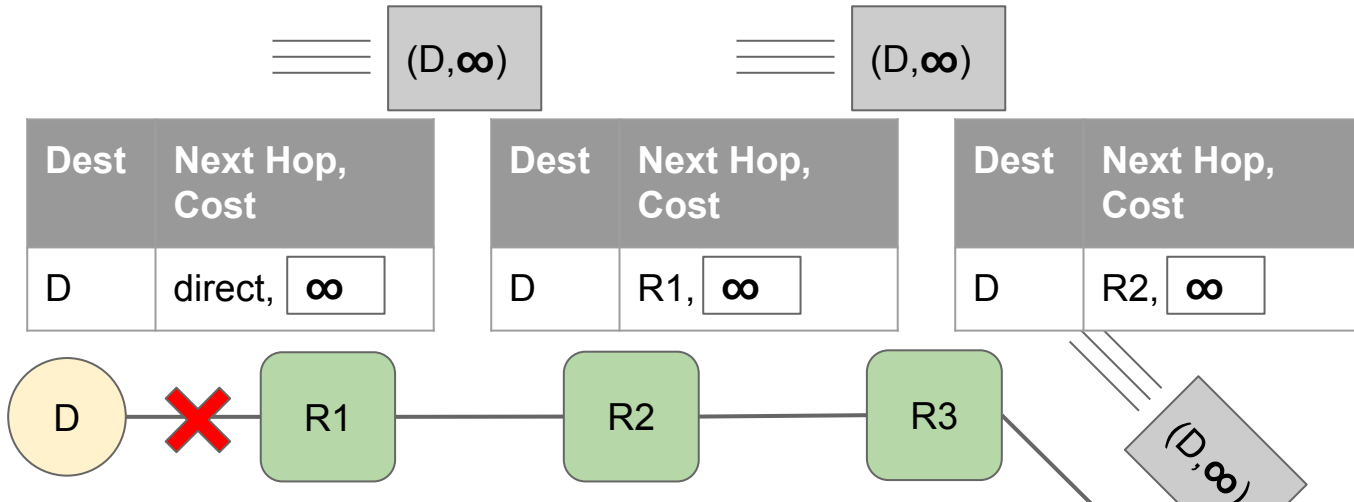 (D,∞)
(D,∞)
Dest
Next Hop,
Cost
D
direct, ∞
Dest
Next Hop,
Cost
D
R1, ∞
Dest
Next Hop,
Cost
D
R2, ∞
D
R1
R2
R3
(D,∞)